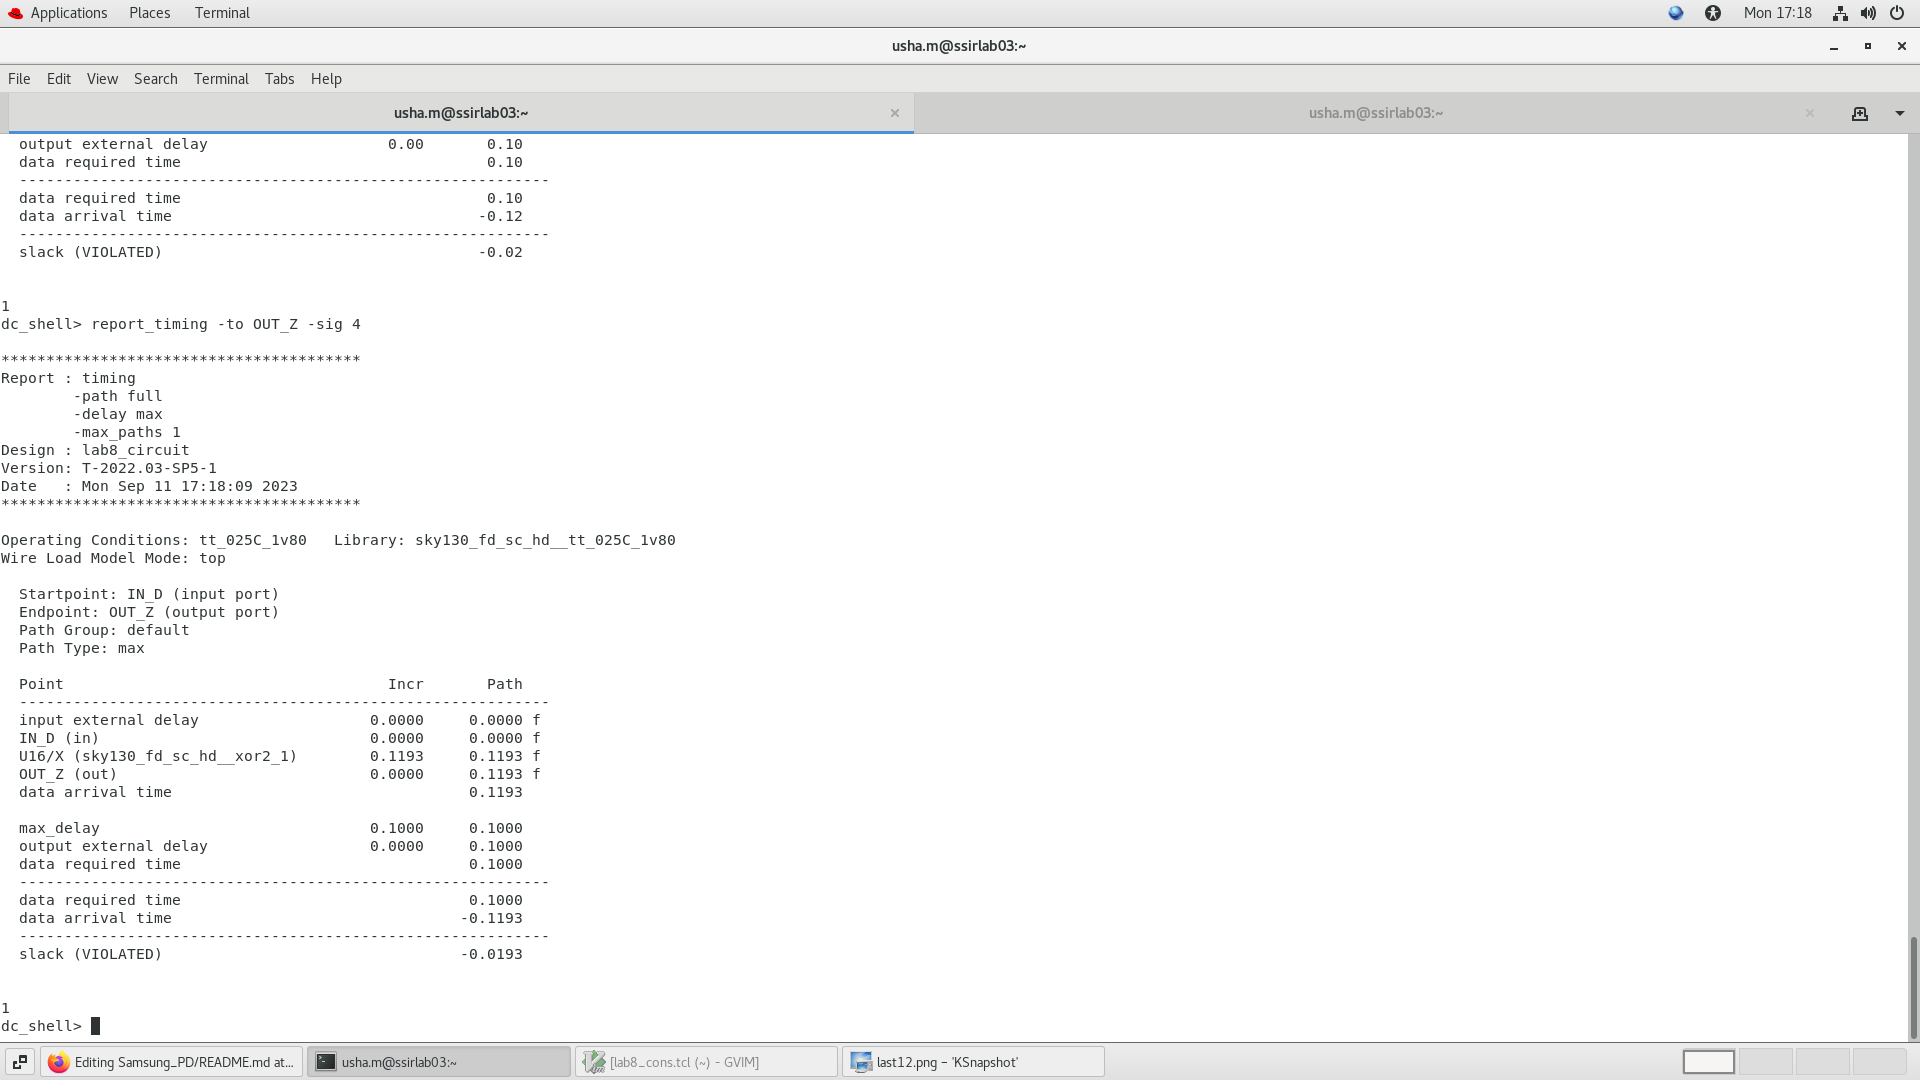 Applications Places Terminal Mon 17:18
usha.m@ssirlab03:~
File Edit View Search Terminal Tabs Help
usha.m@ssirlab03:~ × usha.m@ssirlab03:~ ×
output external delay 0.00 0.10
data required time 0.10
-----------------------------------------------------------
data required time 0.10
data arrival time -0.12
-----------------------------------------------------------
slack (VIOLATED) -0.02
1
dc_shell> report_timing -to OUT_Z -sig 4
****************************************
Report : timing
-path full
-delay max
-max_paths 1
Design : lab8_circuit
Version: T-2022.03-SP5-1
Date : Mon Sep 11 17:18:09 2023
****************************************
Operating Conditions: tt_025C_1v80 Library: sky130_fd_sc_hd__tt_025C_1v80
Wire Load Model Mode: top
Startpoint: IN_D (input port)
Endpoint: OUT_Z (output port)
Path Group: default
Path Type: max
Point Incr Path
-----------------------------------------------------------
input external delay 0.0000 0.0000 f
IN_D (in) 0.0000 0.0000 f
U16/X (sky130_fd_sc_hd__xor2_1) 0.1193 0.1193 f
OUT_Z (out) 0.0000 0.1193 f
data arrival time 0.1193
max_delay 0.1000 0.1000
output external delay 0.0000 0.1000
data required time 0.1000
-----------------------------------------------------------
data required time 0.1000
data arrival time -0.1193
-----------------------------------------------------------
slack (VIOLATED) -0.0193
1
dc_shell>
Editing Samsung_PD/README.md at... usha.m@ssirlab03:~ [lab8_cons.tcl (~) - GVIM] last12.png – 'KSnapshot'